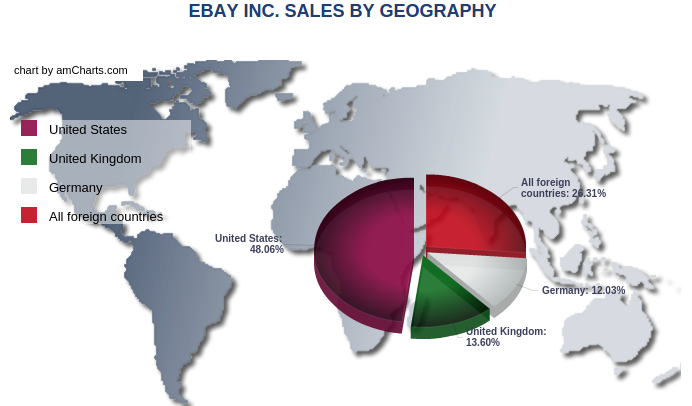 EBAY INC. SALES BY GEOGRAPHY
chart by amCharts.com
United States
United Kingdom
Germany
All foreign countries
All foreign
countries: 26.31%
United States:
48.06%
Germany: 12.03%
United Kingdom:
13.60%